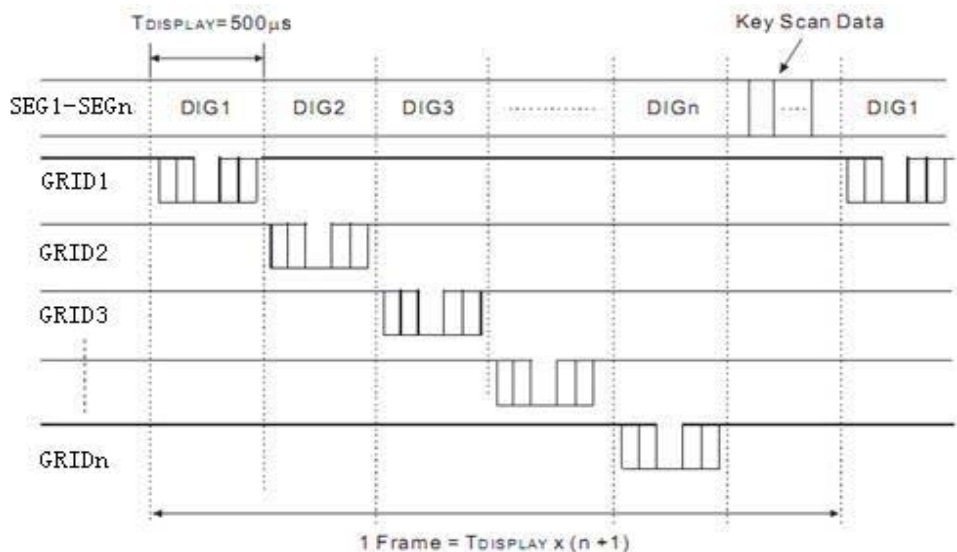 TDISPLAY=500μs
Key Scan Data
SEG1-SEGn DIG1 DIG2 DIG3 ............ DIGn .... DIG1
GRID1
GRID2
GRID3
GRIDn
1 Frame = TDISPLAY x (n +1)